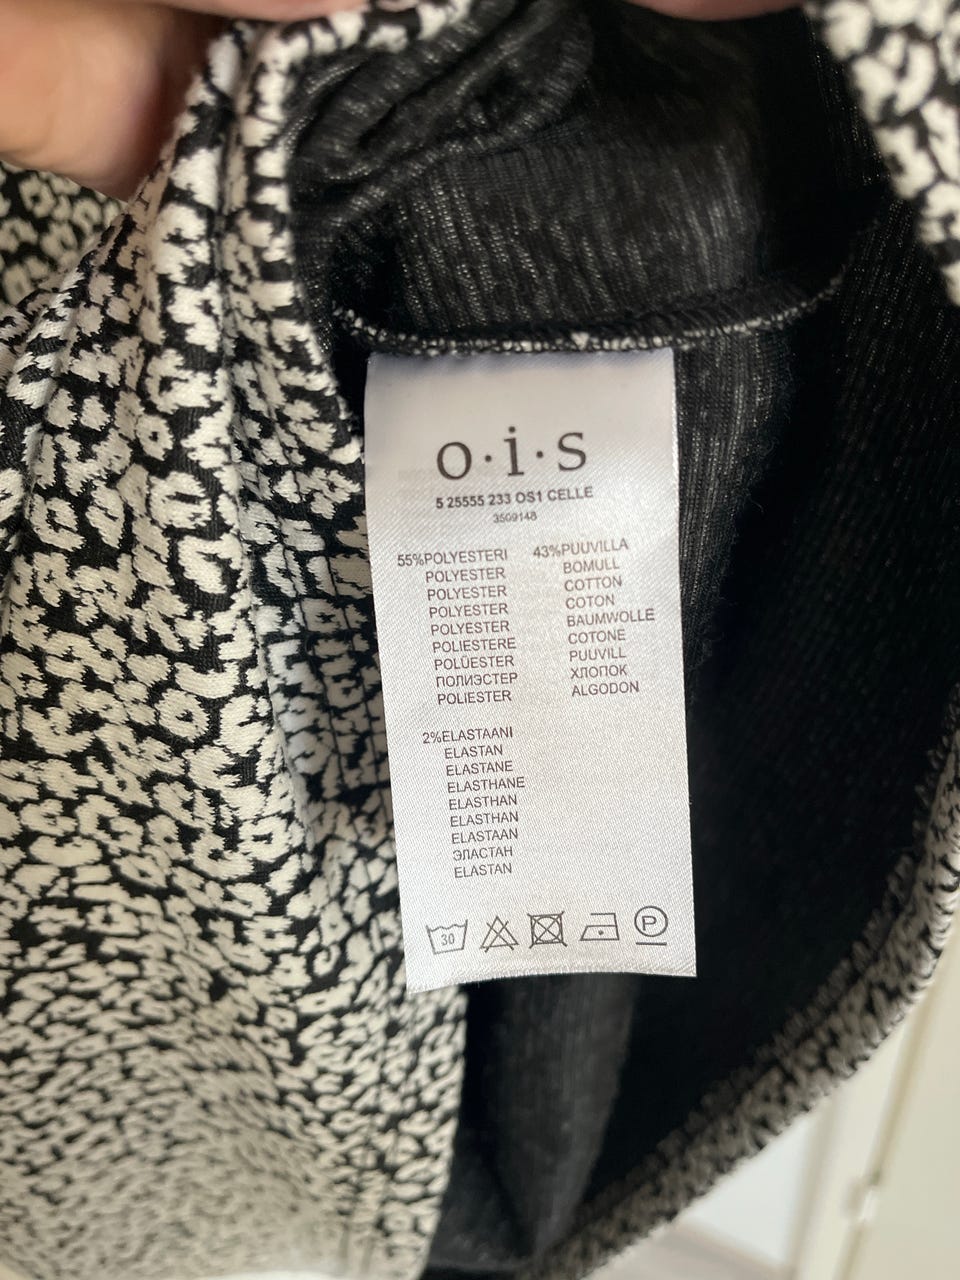 o·i·s
5 25555 233 OS1 CELLE
3509148
55%POLYESTERI
POLYESTER
POLYESTER
POLYESTER
POLYESTER
POLIESTERE
POLÜESTER
ПОЛИЭСТЕР
POLIESTER
43%PUUVILLA
BOMULL
COTTON
COTON
BAUMWOLLE
COTONE
PUUVILL
ХЛОПОК
ALGODON
2%ELASTAANI
ELASTAN
ELASTANE
ELASTHANE
ELASTHAN
ELASTHAN
ELASTAAN
ЭЛАСТАН
ELASTAN
30
P